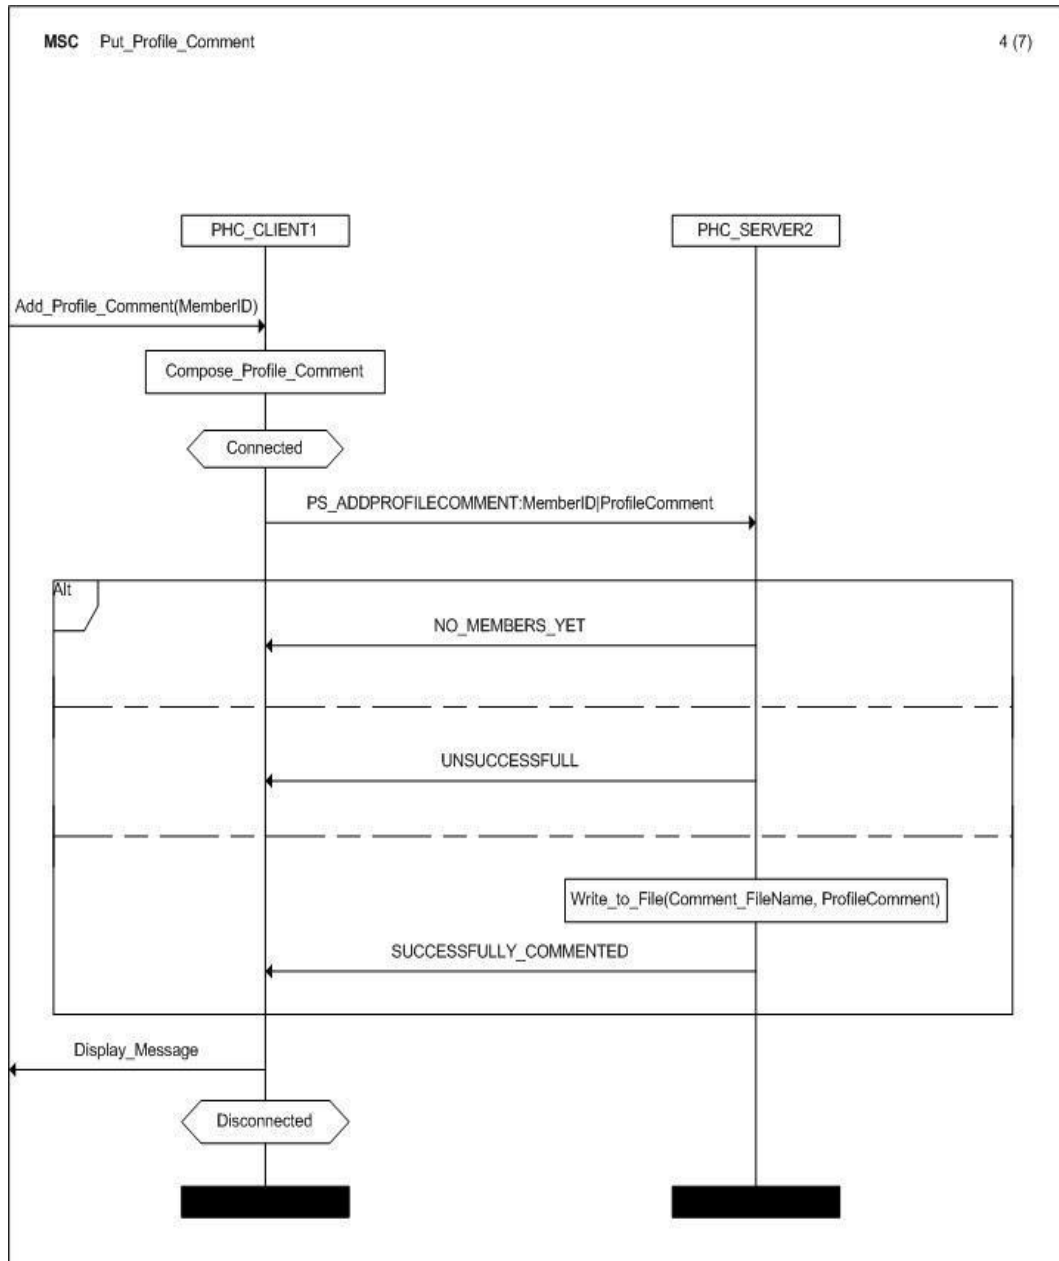 MSC Put_Profile_Comment 4 (7)
PHC_CLIENT1 PHC_SERVER2
Add_Profile_Comment(MemberID)
Compose_Profile_Comment
Connected
PS_ADDPROFILECOMMENT:MemberID|ProfileComment
Alt
NO_MEMBERS_YET
UNSUCCESSFULL
Write_to_File(Comment_FileName, ProfileComment)
SUCCESSFULLY_COMMENTED
Display_Message
Disconnected